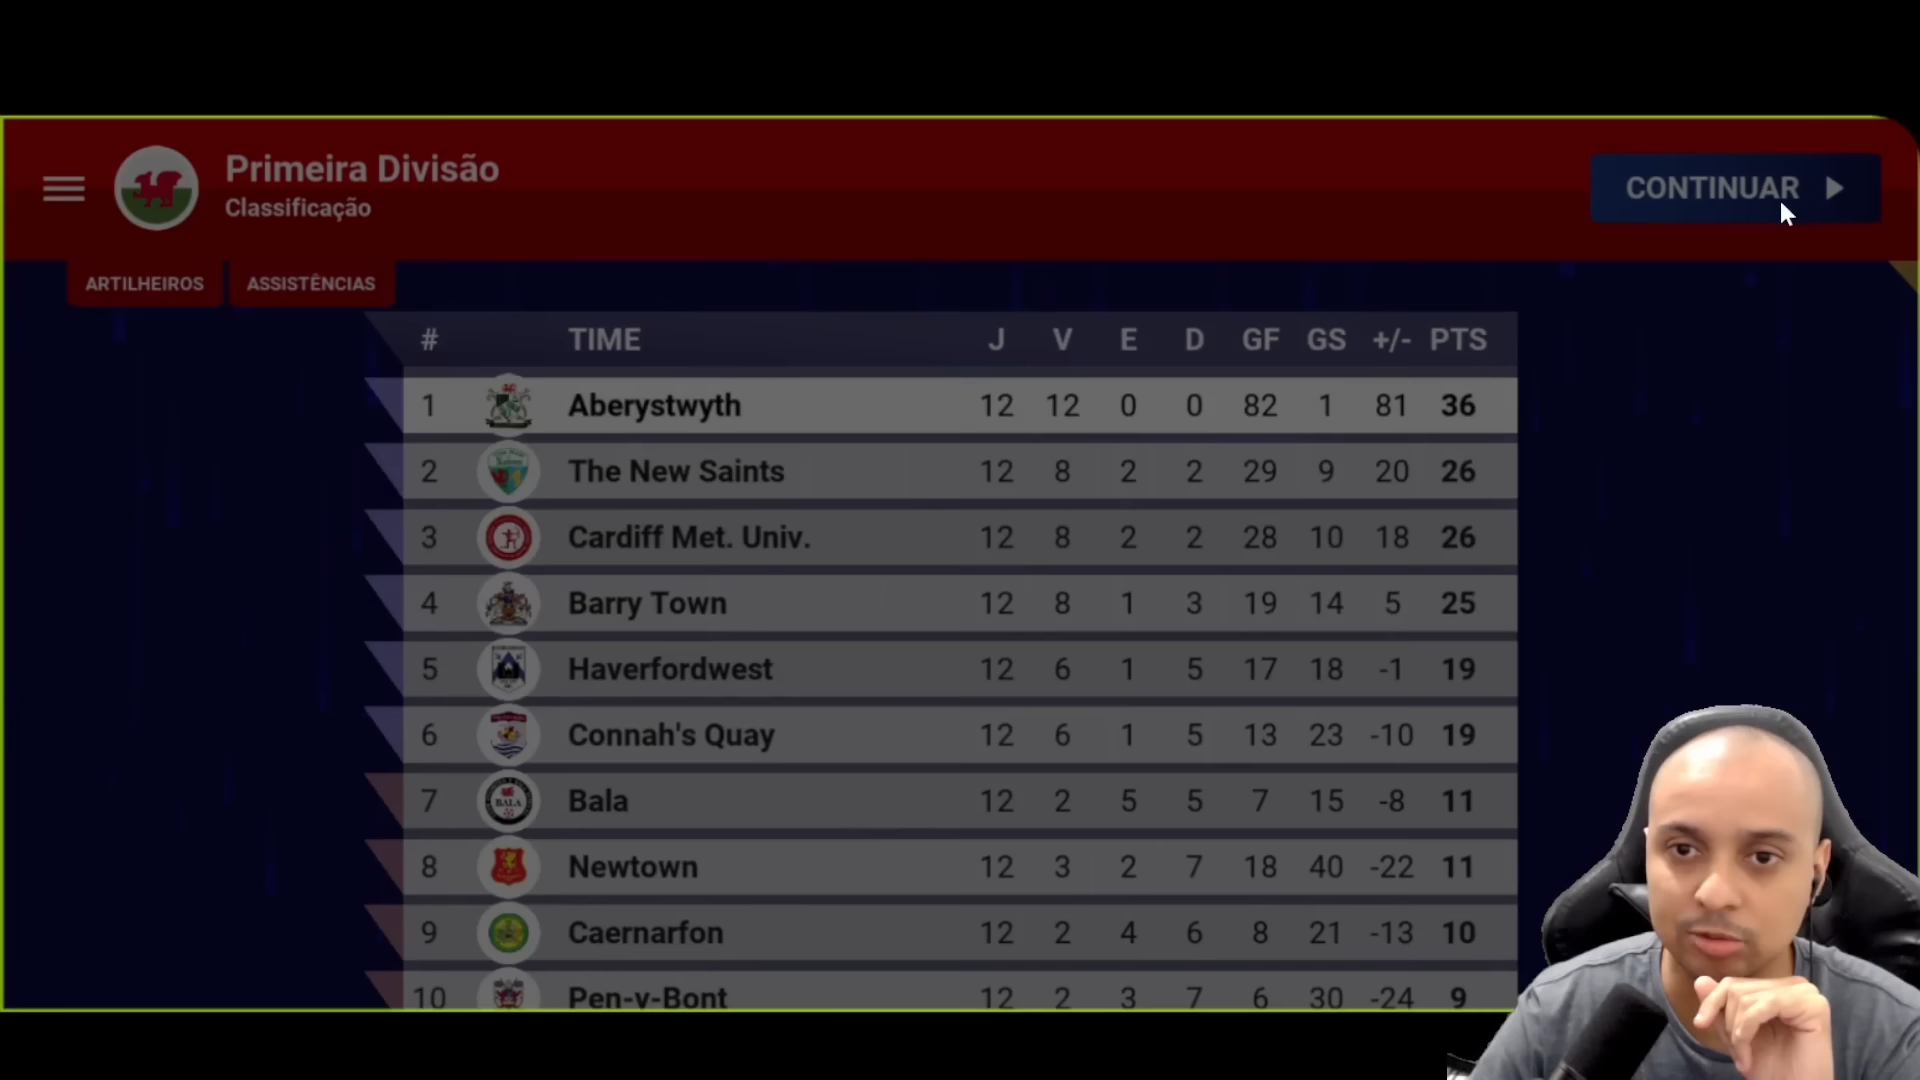 Primeira Divisão
Classificação
CONTINUAR
ARTILHEIROS ASSISTÊNCIAS
# TIME J V E D GF GS +/- PTS
1 Aberystwyth 12 12 0 0 82 1 81 36
2 The New Saints 12 8 2 2 29 9 20 26
3 Cardiff Met. Univ. 12 8 2 2 28 10 18 26
4 Barry Town 12 8 1 3 19 14 5 25
5 Haverfordwest 12 6 1 5 17 18 -1 19
6 Connah's Quay 12 6 1 5 13 23 -10 19
7 BALA Bala 12 2 5 5 7 15 -8 11
8 Newtown 12 3 2 7 18 40 -22 11
9 Caernarfon 12 2 4 6 8 21 -13 10
10 Pen-y-Bont 12 2 3 7 6 30 -24 9